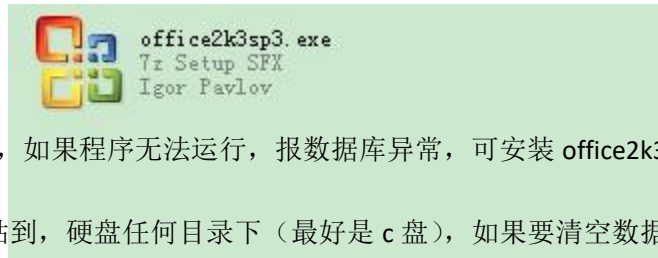 office2k3sp3.exe
7z Setup SFX
Igor Pavlov
，如果程序无法运行，报数据库异常，可安装 office2k3
到，硬盘任何目录下（最好是 c 盘），如果要清空数据